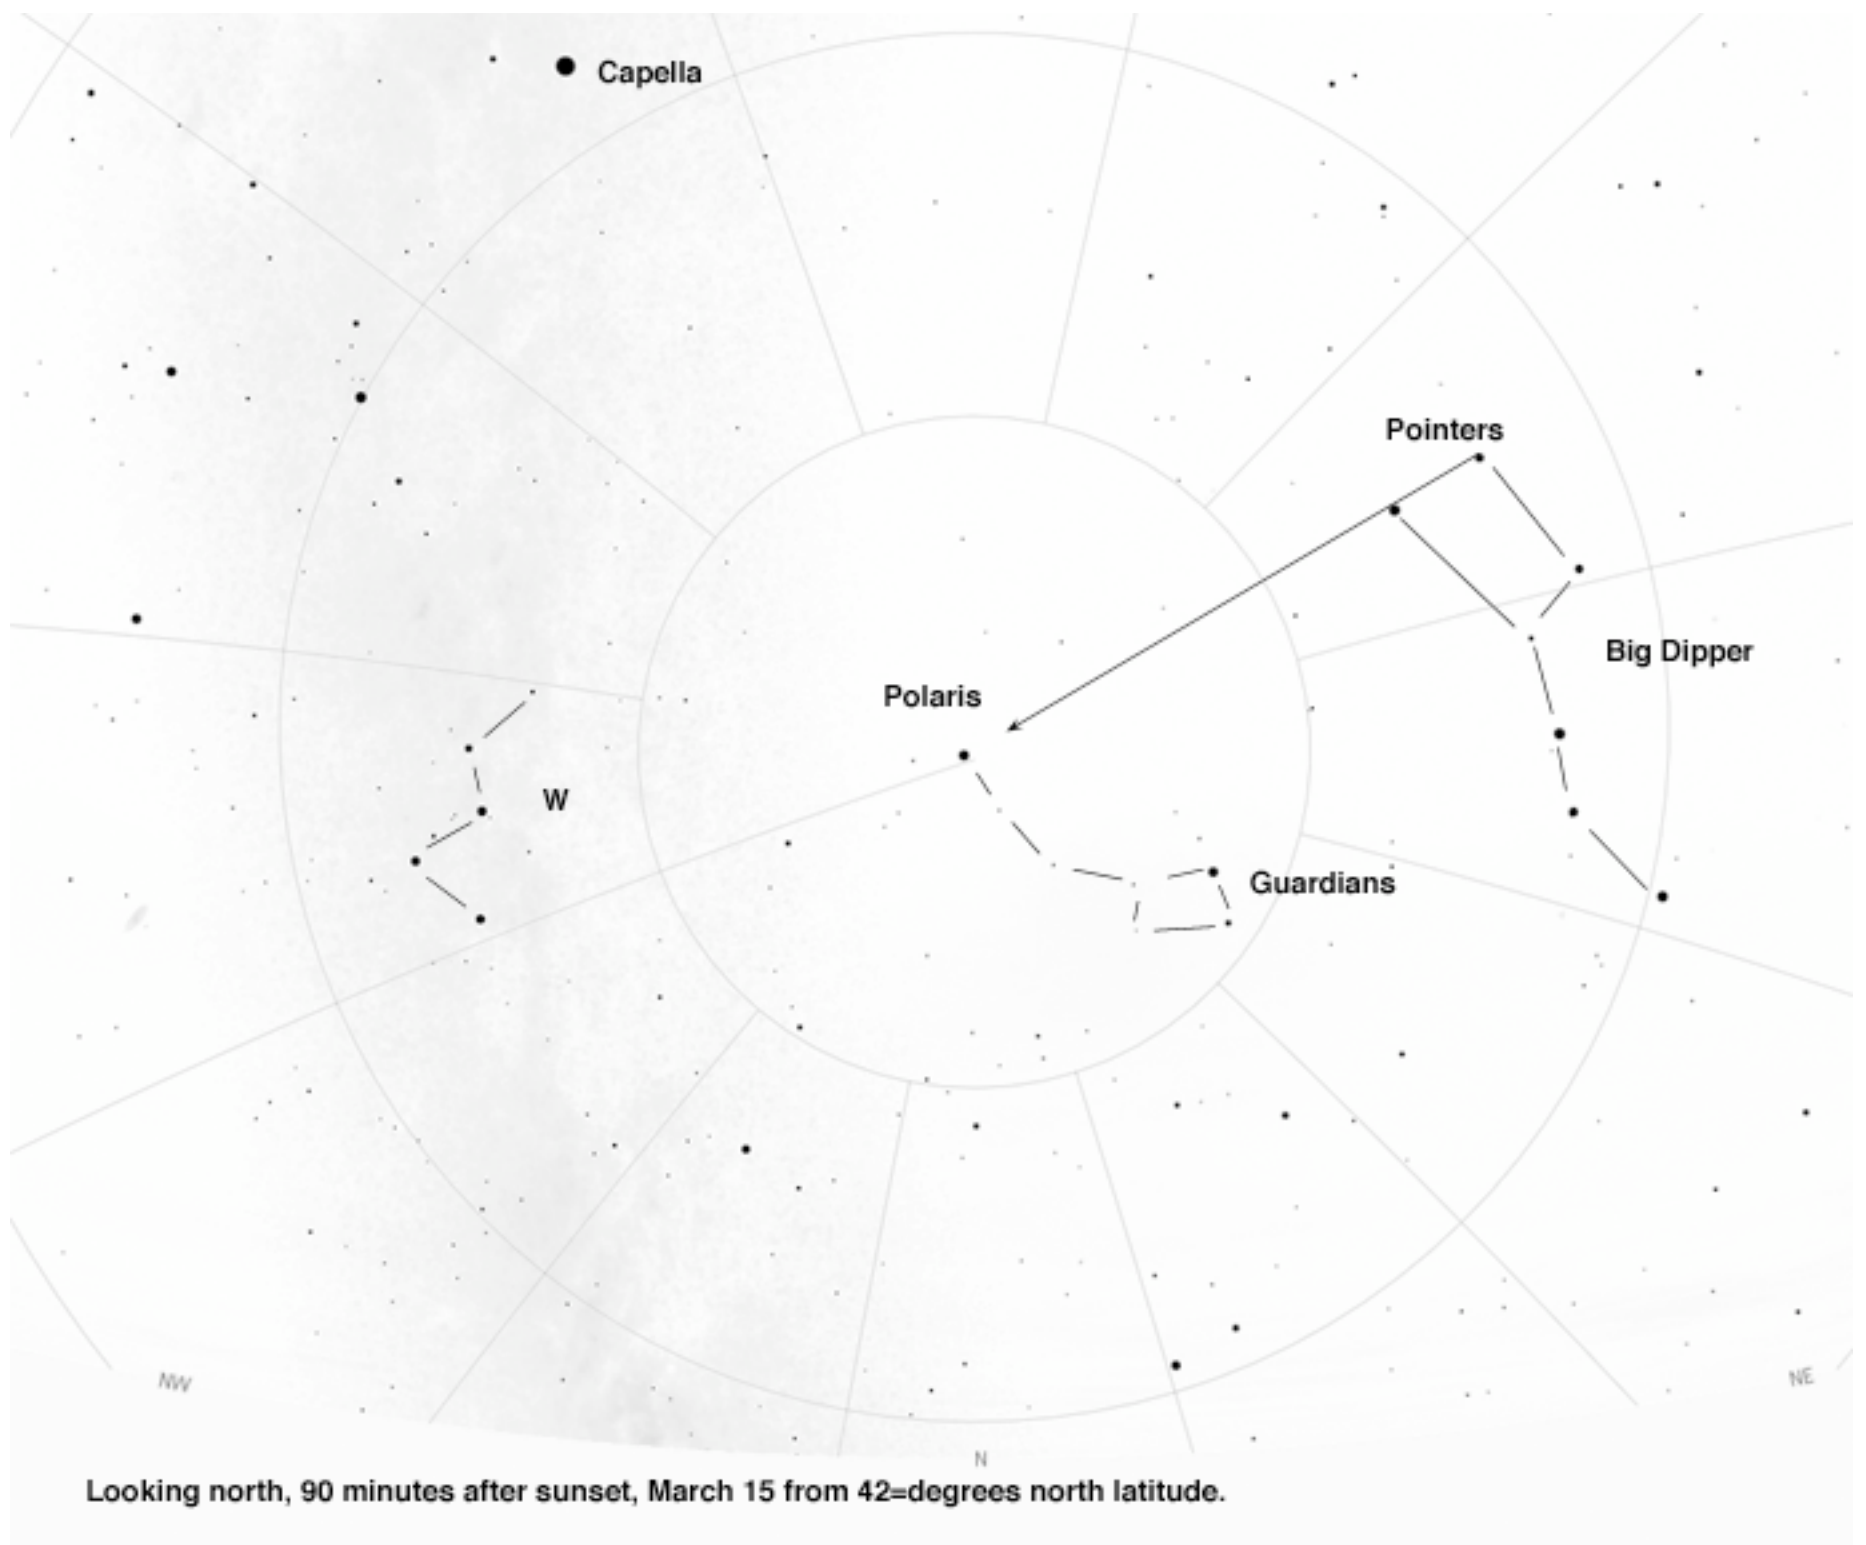 Capella
Pointers
Big Dipper
Polaris
W
Guardians
NW
NE
N
Looking north, 90 minutes after sunset, March 15 from 42=degrees north latitude.